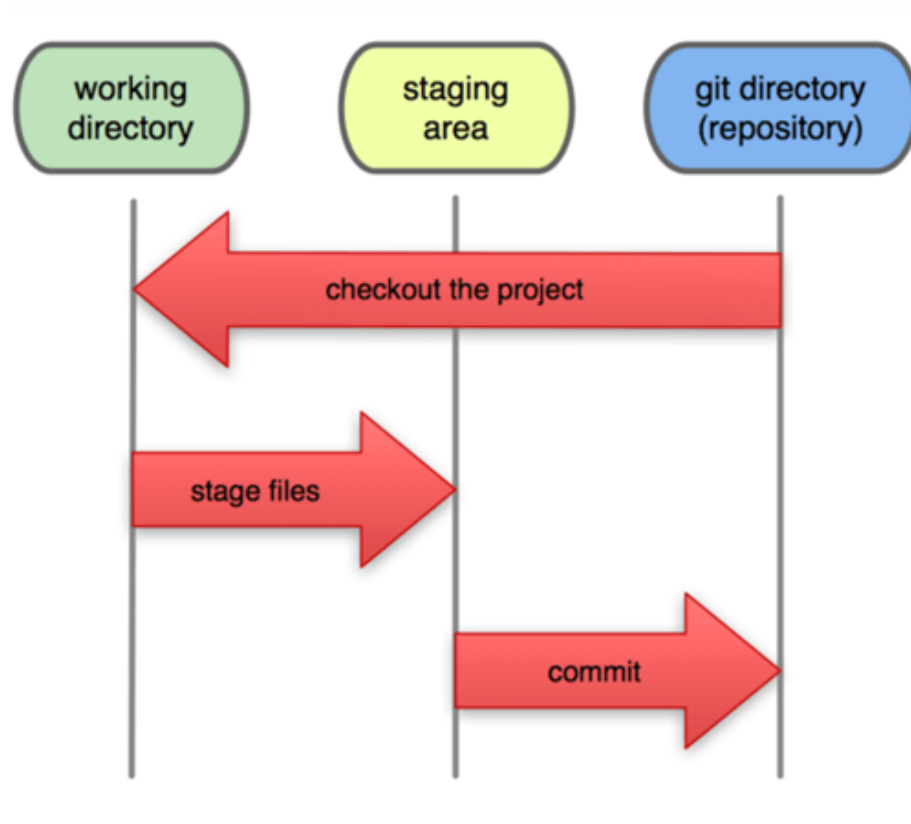 working
directory
staging
area
git directory
(repository)
checkout the project
stage files
commit